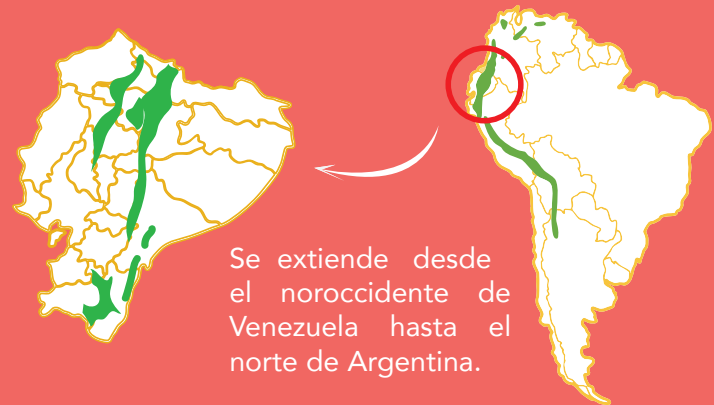 Se extiende desde
el noroccidente de
Venezuela hasta el
norte de Argentina.